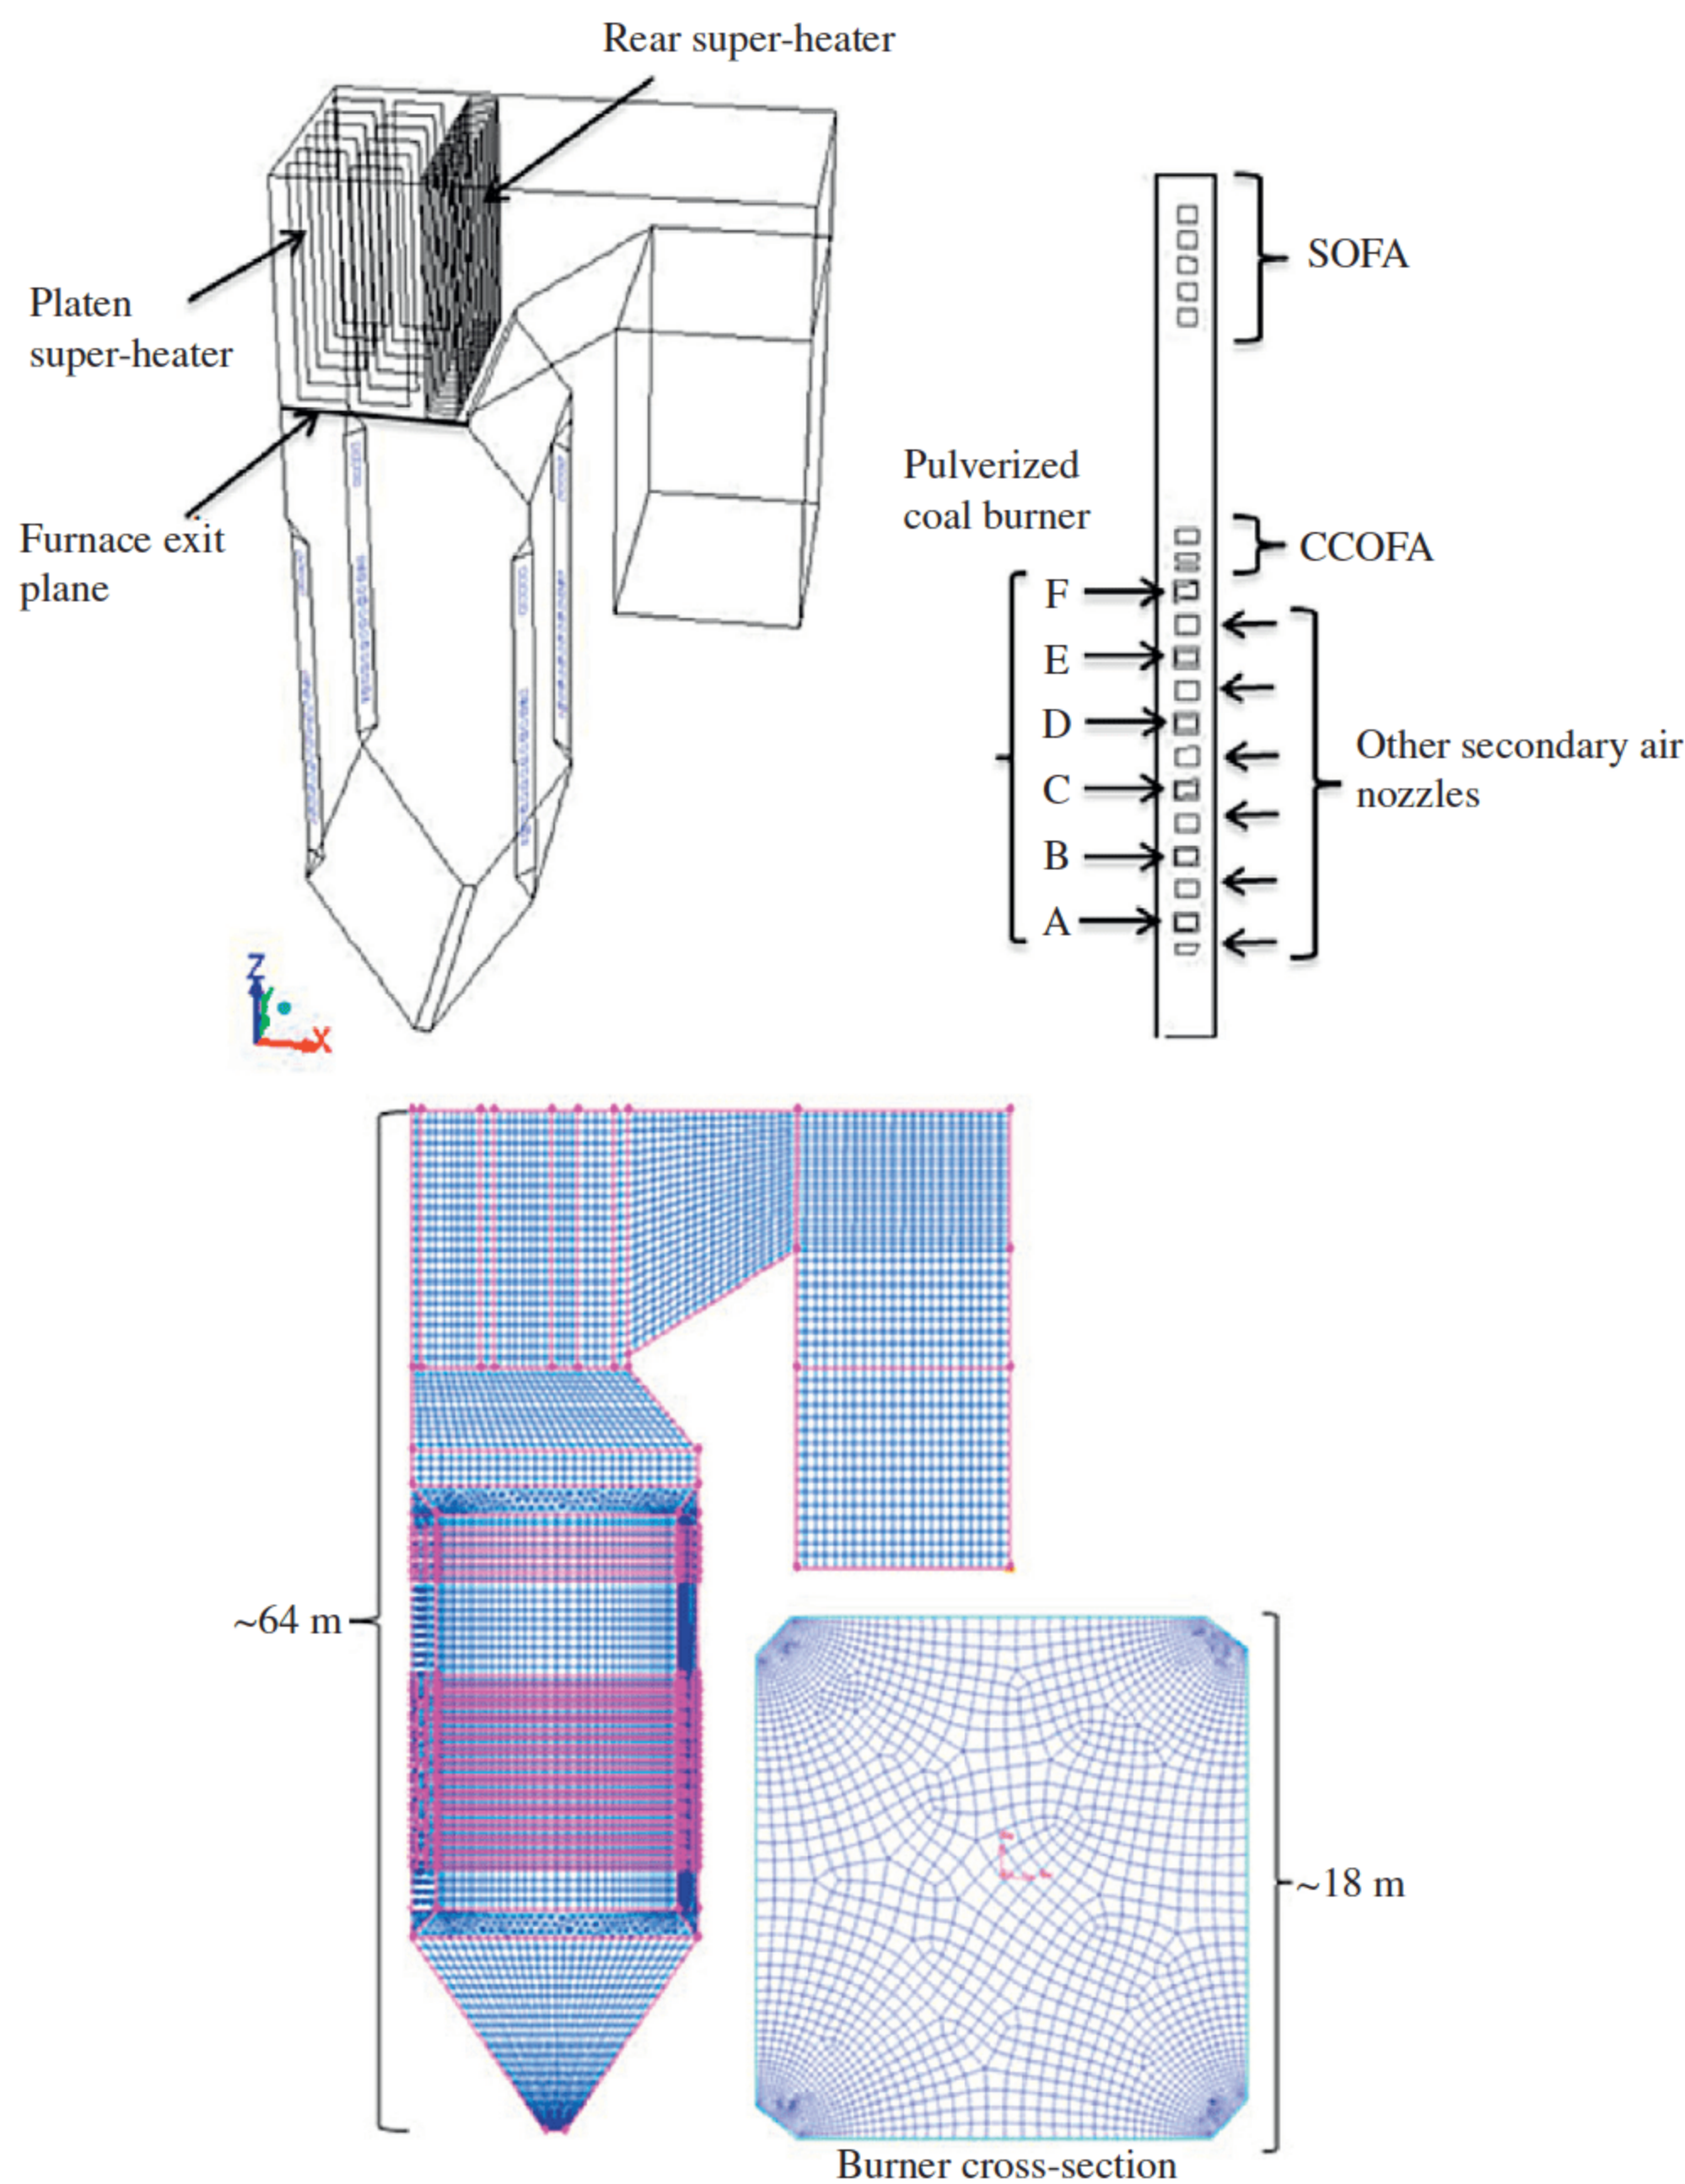 Rear super-heater
Platen
super-heater
Furnace exit
plane
Z
Y
X
SOFA
Pulverized
coal burner
CCOFA
F
E
D
C
B
A
Other secondary air
nozzles
~64 m
~18 m
Burner cross-section